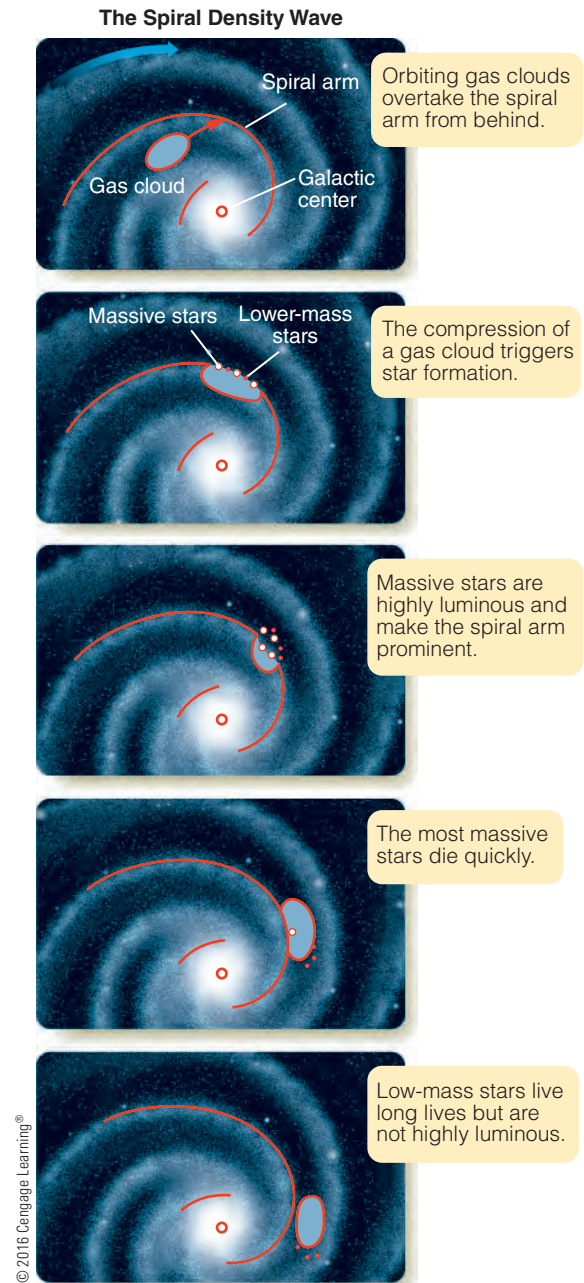 The Spiral Density Wave
Spiral arm
Gas cloud
Galactic
center
Orbiting gas clouds
overtake the spiral
arm from behind.
Massive stars
Lower-mass
stars
The compression of
a gas cloud triggers
star formation.
Massive stars are
highly luminous and
make the spiral arm
prominent.
The most massive
stars die quickly.
Low-mass stars live
long lives but are
not highly luminous.
© 2016 Cengage Learning®